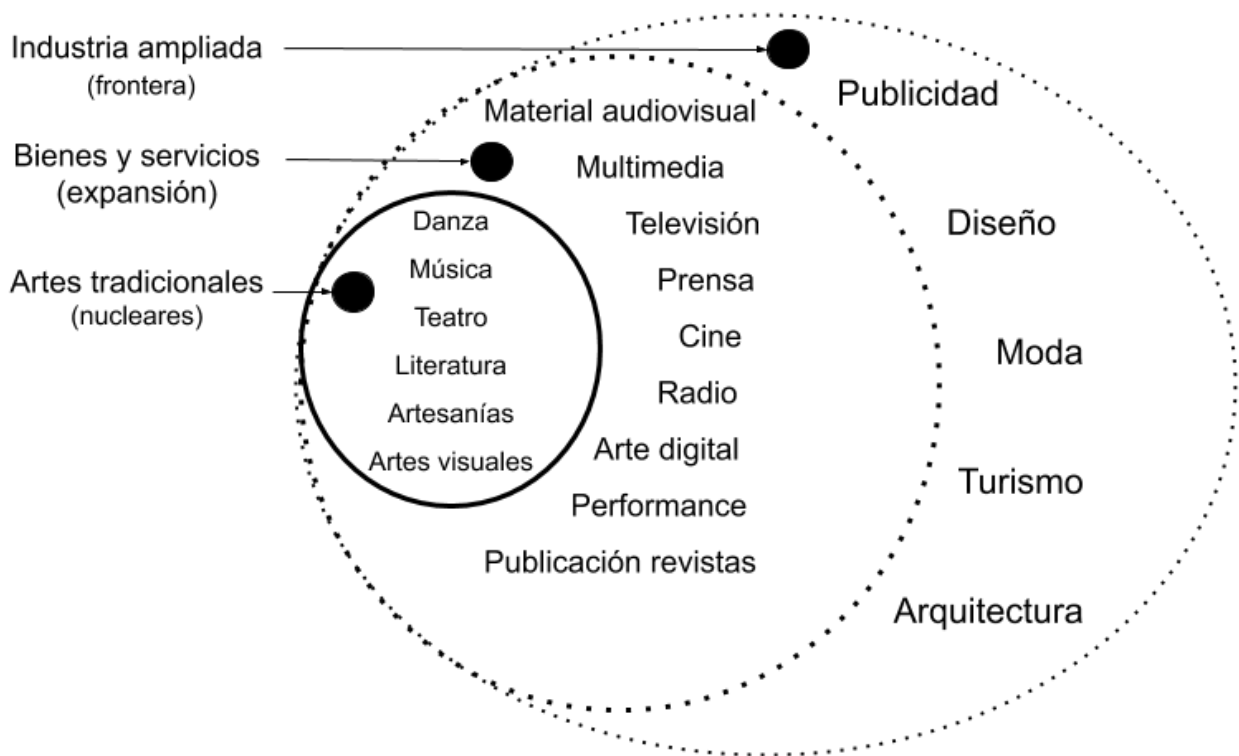 Industria ampliada
(frontera)
Bienes y servicios
(expansión)
Artes tradicionales
(nucleares)
Danza
Música
Teatro
Literatura
Artesanías
Artes visuales
Material audiovisual
Multimedia
Televisión
Prensa
Cine
Radio
Arte digital
Performance
Publicación revistas
Publicidad
Diseño
Moda
Turismo
Arquitectura